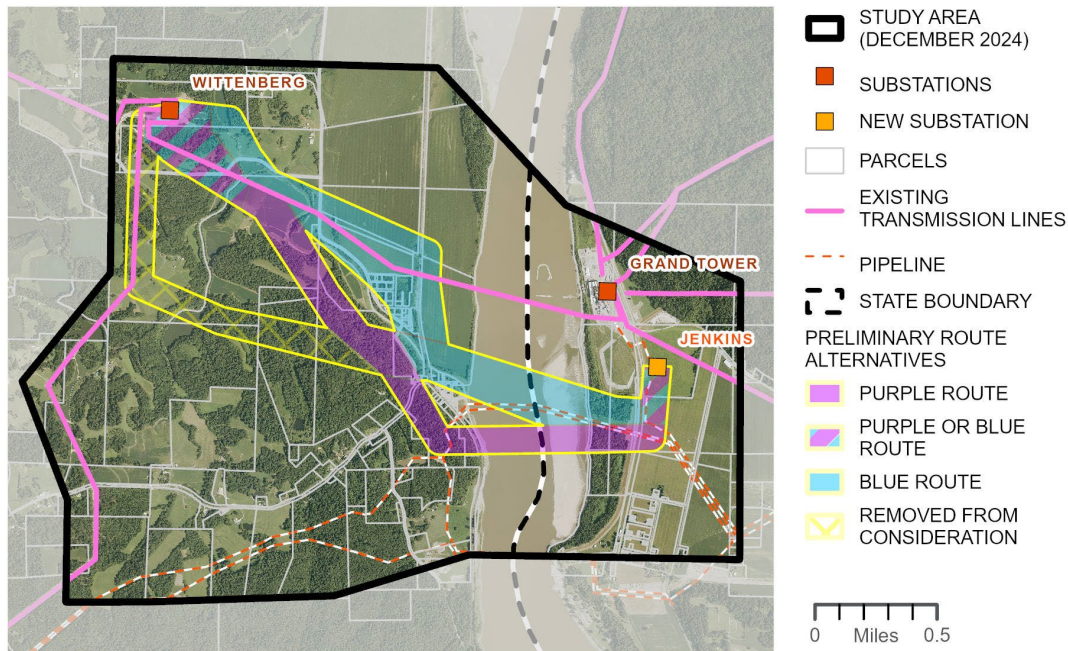 WITTENBERG
GRAND TOWER
JENKINS
STUDY AREA
(DECEMBER 2024)
SUBSTATIONS
NEW SUBSTATION
PARCELS
EXISTING
TRANSMISSION LINES
PIPELINE
STATE BOUNDARY
PRELIMINARY ROUTE
ALTERNATIVES
PURPLE ROUTE
PURPLE OR BLUE
ROUTE
BLUE ROUTE
REMOVED FROM
CONSIDERATION
0 Miles 0.5